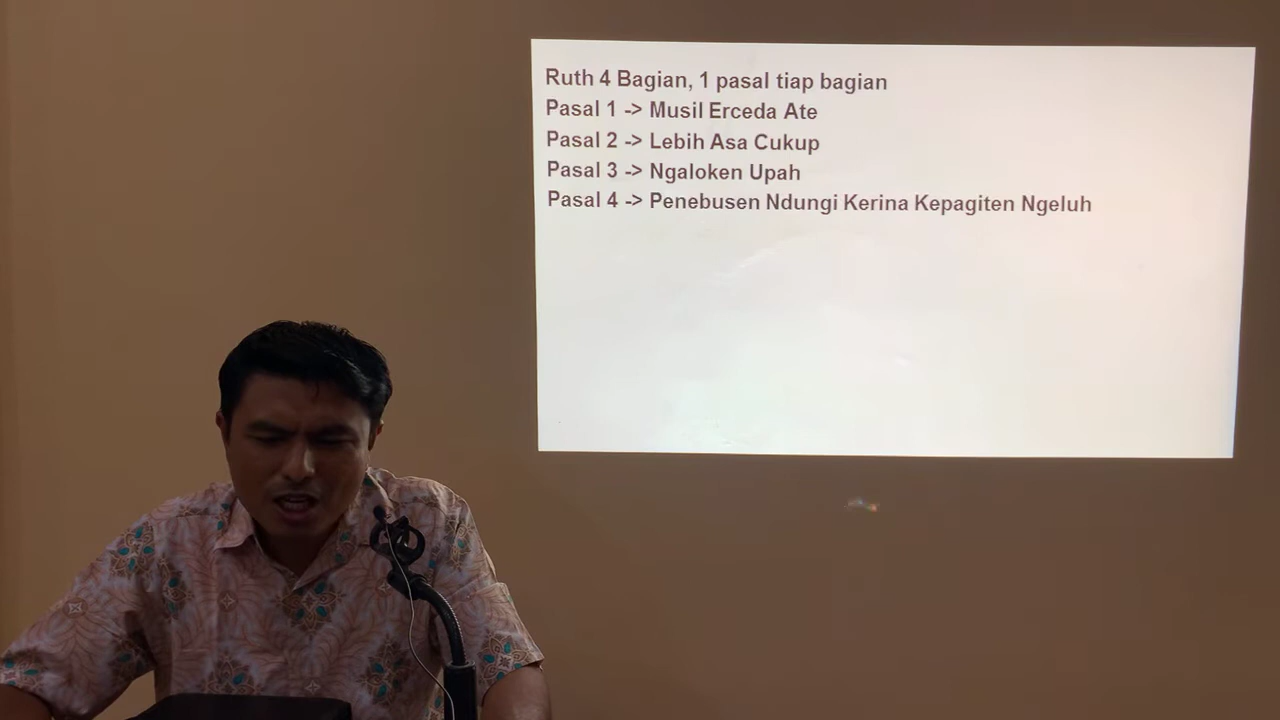 Ruth 4 Bagian, 1 pasal tiap bagian
Pasal 1 -> Musil Erceda Ate
Pasal 2 -> Lebih Asa Cukup
Pasal 3 -> Ngaloken Upah
Pasal 4 -> Penebusen Ndungi Kerina Kepagiten Ngeluh